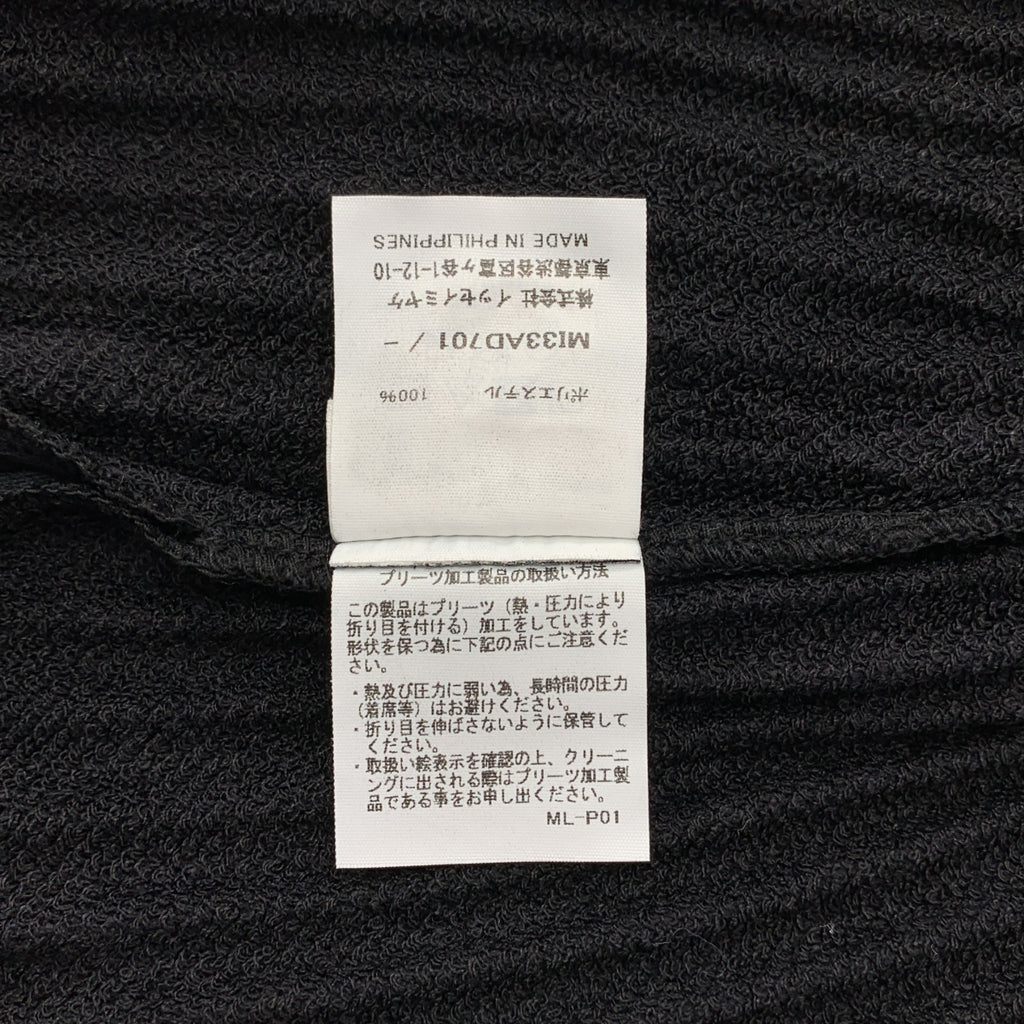 ポリエステル 100%
MI33AD701 / -
株式会社 イッセイミヤケ
東京都渋谷区富ヶ谷1-12-10
MADE IN PHILIPPINES
プリーツ加工製品の取扱い方法
この製品はプリーツ（熱・圧力により
折り目を付ける）加工をしています。
形状を保つ為に下記の点にご注意くだ
さい。
・熱及び圧力に弱い為、長時間の圧力
（着席等）はお避けください。
・折り目を伸ばさないように保管して
ください。
・取扱い絵表示を確認の上、クリーニ
ングに出される際はプリーツ加工製
品である事をお申し出ください。
ML-P01